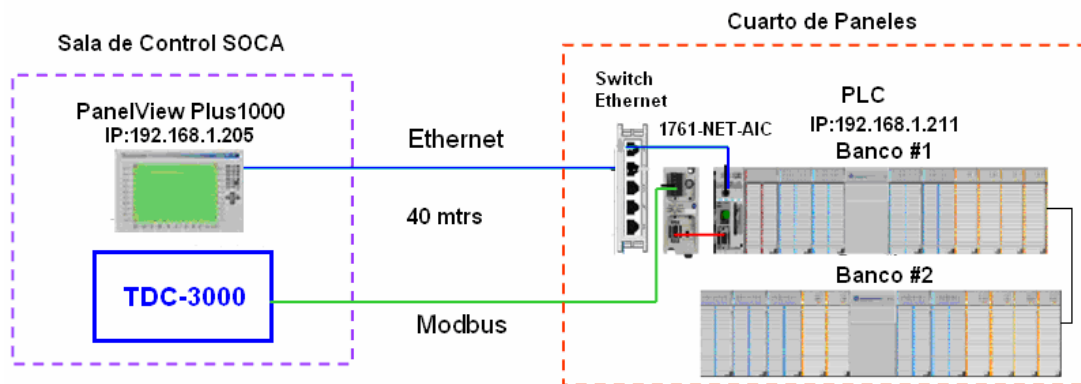 Sala de Control SOCA
PanelView Plus1000
IP:192.168.1.205
TDC-3000
Ethernet
40 mtrs
Modbus
Cuarto de Paneles
Switch
Ethernet
1761-NET-AIC
PLC
IP:192.168.1.211
Banco #1
Banco #2